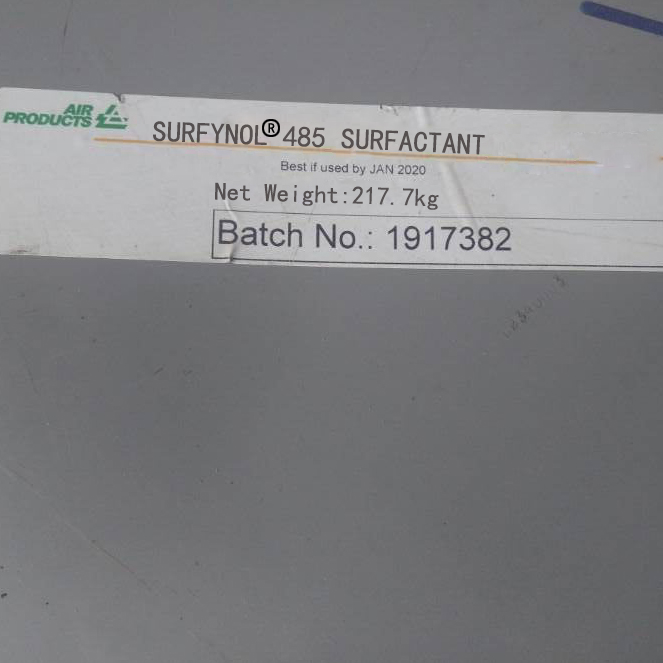 AIR
PRODUCTS
SURFYNOL® 485 SURFACTANT
Best if used by JAN 2020
Net Weight:217.7kg
Batch No.: 1917382